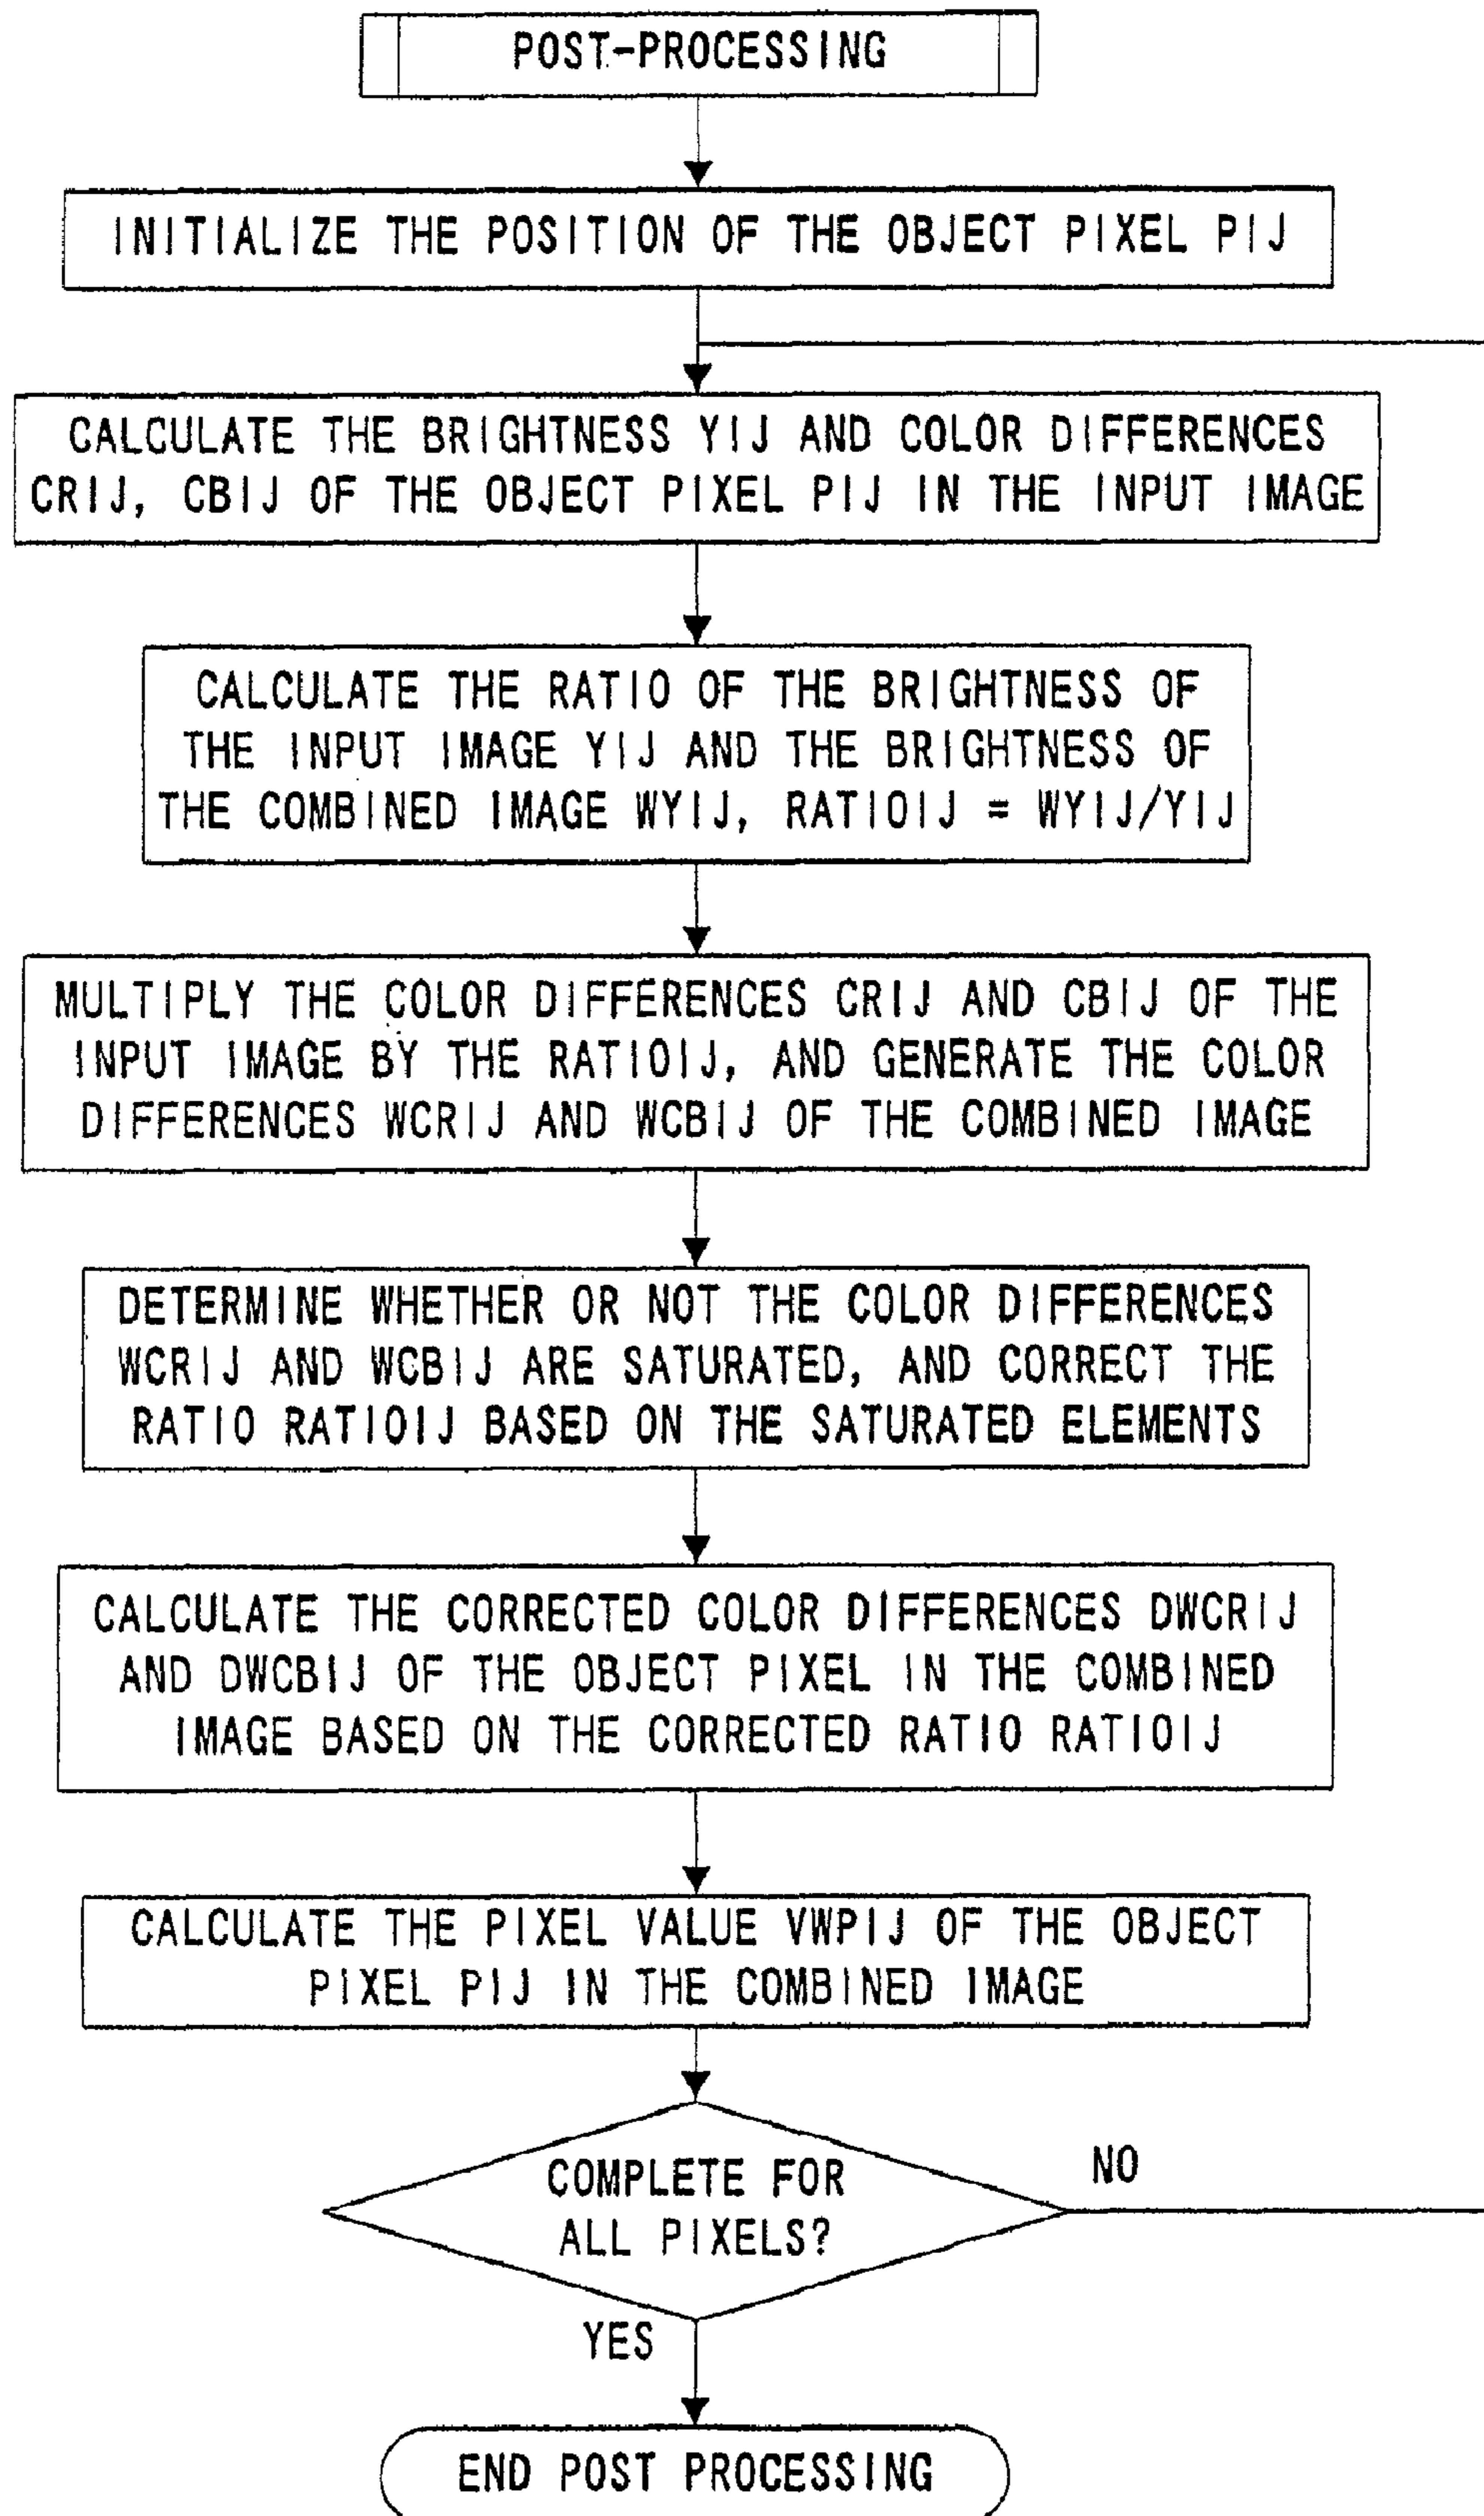 POST-PROCESSING
INITIALIZE THE POSITION OF THE OBJECT PIXEL PIJ
CALCULATE THE BRIGHTNESS YIJ AND COLOR DIFFERENCES
CRIJ, CBIJ OF THE OBJECT PIXEL PIJ IN THE INPUT IMAGE
CALCULATE THE RATIO OF THE BRIGHTNESS OF
THE INPUT IMAGE YIJ AND THE BRIGHTNESS OF
THE COMBINED IMAGE WYIJ, RATIOIJ = WYIJ/YIJ
MULTIPLY THE COLOR DIFFERENCES CRIJ AND CBIJ OF THE
INPUT IMAGE BY THE RATIOIJ, AND GENERATE THE COLOR
DIFFERENCES WCRIJ AND WCBIJ OF THE COMBINED IMAGE
DETERMINE WHETHER OR NOT THE COLOR DIFFERENCES
WCRIJ AND WCBIJ ARE SATURATED, AND CORRECT THE
RATIO RATIOIJ BASED ON THE SATURATED ELEMENTS
CALCULATE THE CORRECTED COLOR DIFFERENCES DWCRIJ
AND DWCBIJ OF THE OBJECT PIXEL IN THE COMBINED
IMAGE BASED ON THE CORRECTED RATIO RATIOIJ
CALCULATE THE PIXEL VALUE VWPIJ OF THE OBJECT
PIXEL PIJ IN THE COMBINED IMAGE
COMPLETE FOR
ALL PIXELS?
NO
YES
END POST PROCESSING